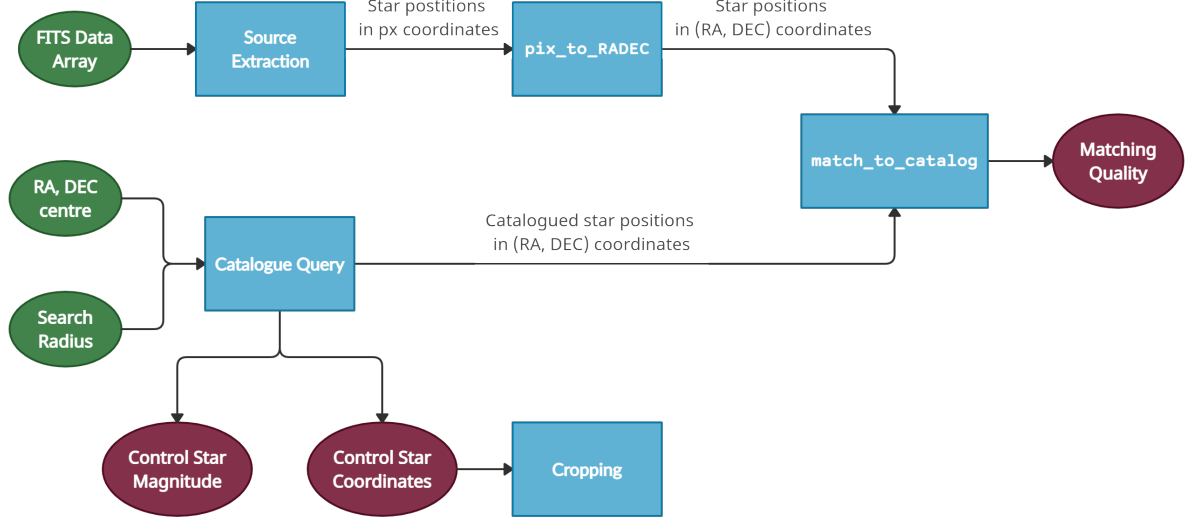 Star postitions
in px coordinates
Star positions
in (RA, DEC) coordinates
FITS Data
Array
Source
Extraction
pix_to_RADEC
match_to_catalog
Matching
Quality
RA, DEC
centre
Catalogued star positions
in (RA, DEC) coordinates
Catalogue Query
Search
Radius
Control Star
Magnitude
Control Star
Coordinates
Cropping